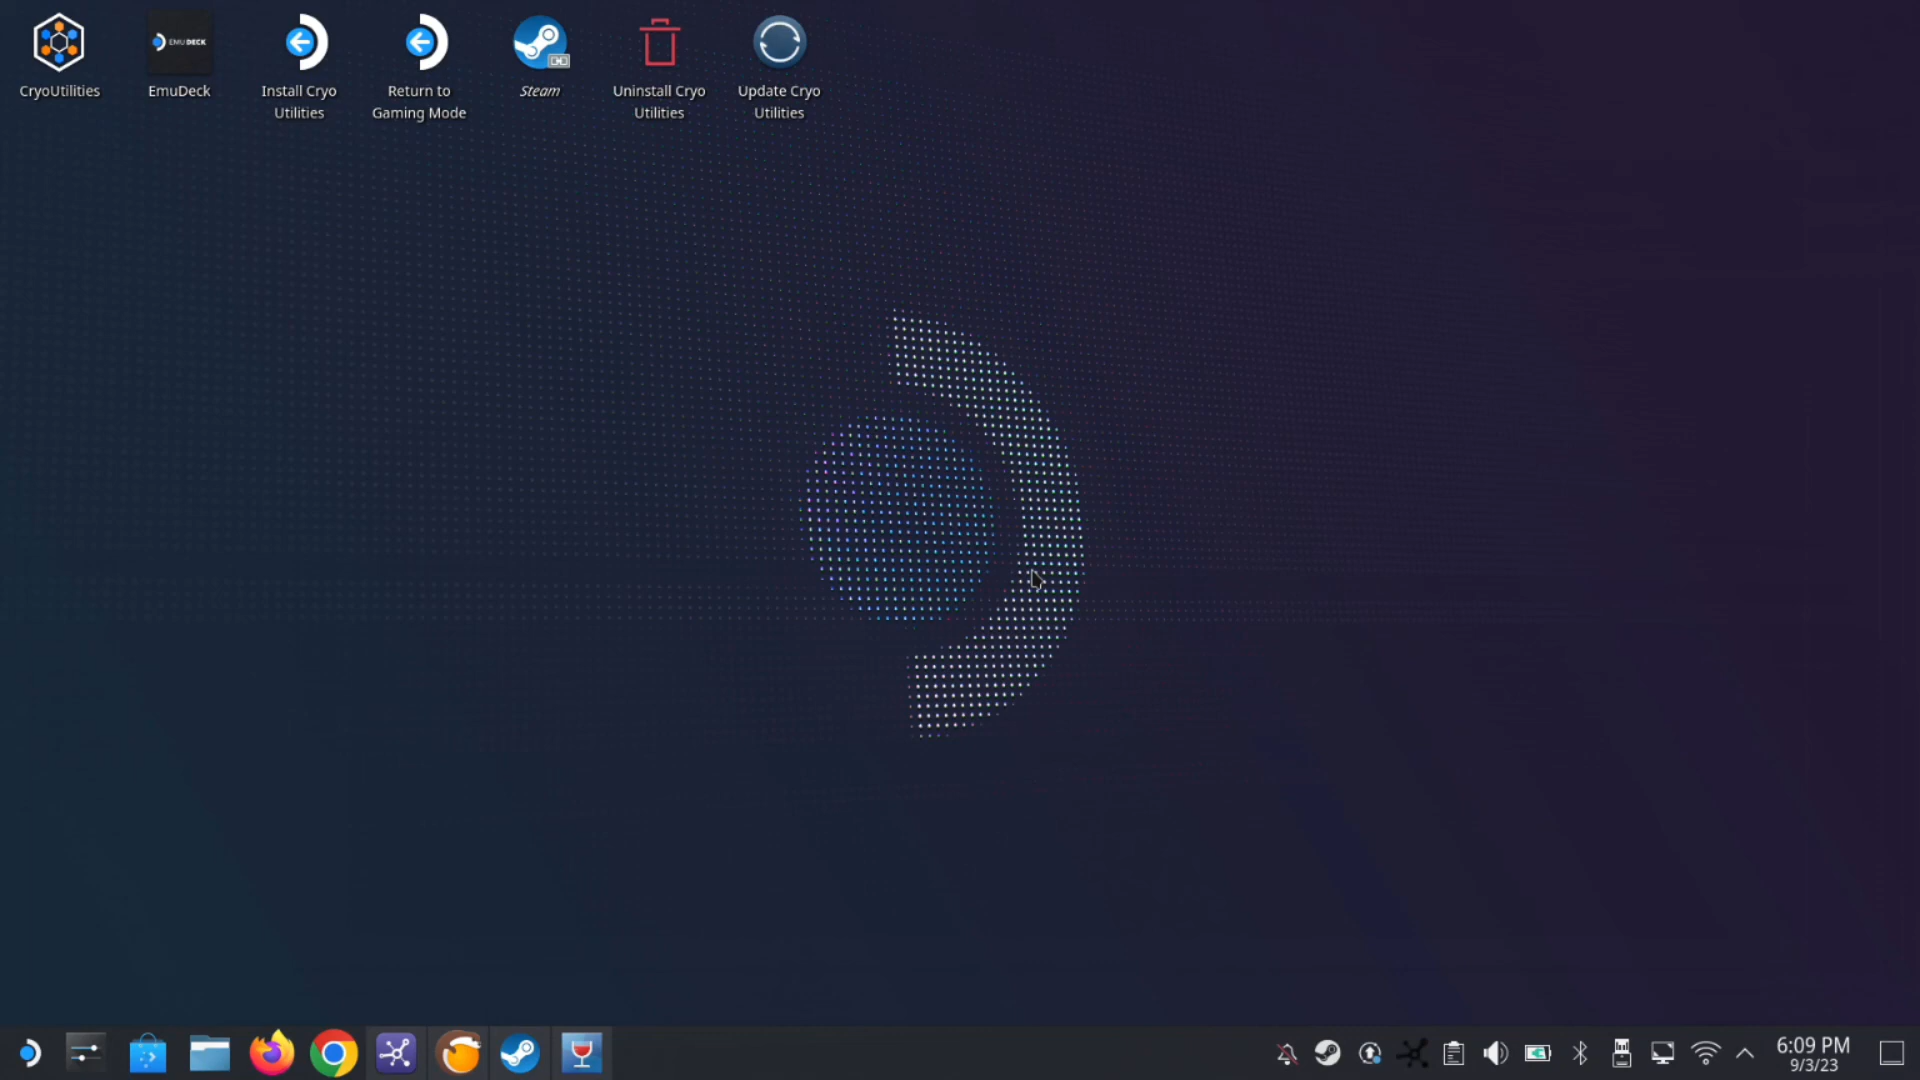 EMUDECK
CryoUtilities
EmuDeck
Install Cryo
Utilities
Return to
Gaming Mode
Steam
Uninstall Cryo
Utilities
Update Cryo
Utilities
6:09 PM
9/3/23